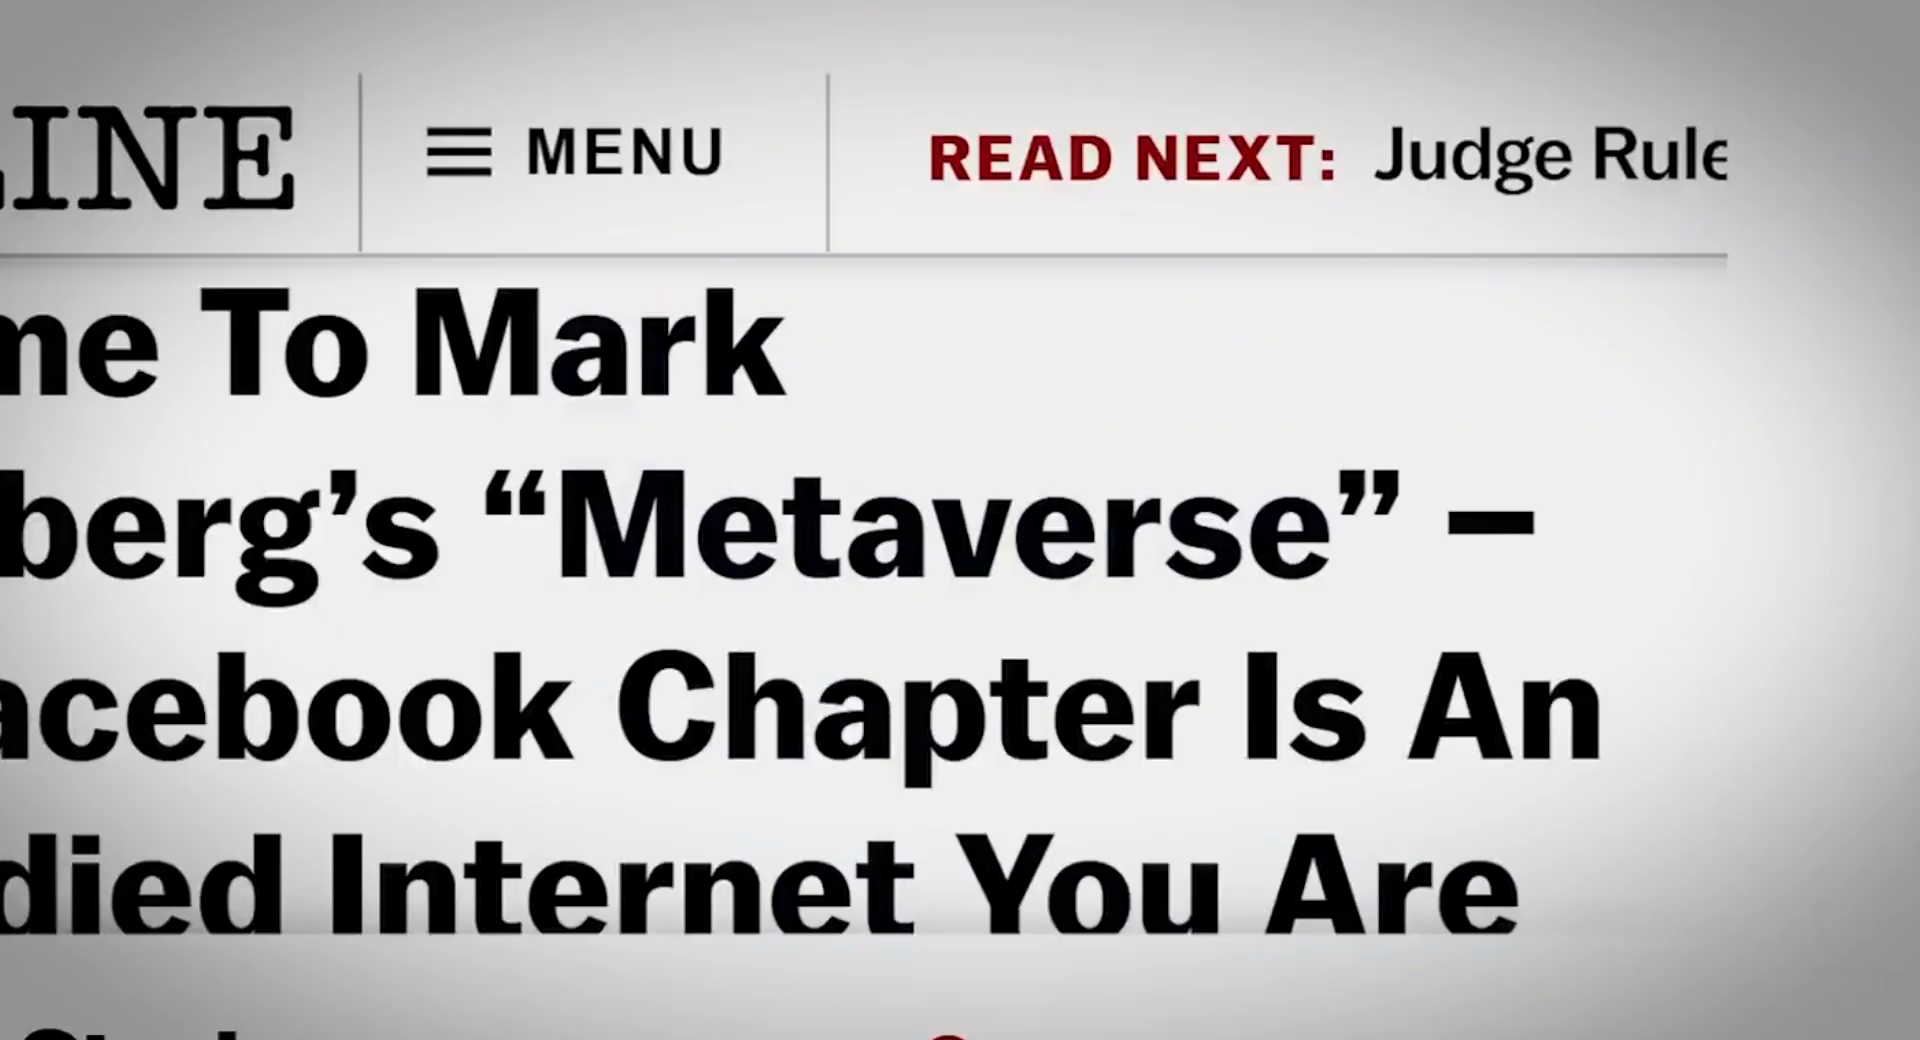 LINE
MENU
READ NEXT: Judge Rule
me To Mark
berg’s “Metaverse” –
acebook Chapter Is An
died Internet You Are